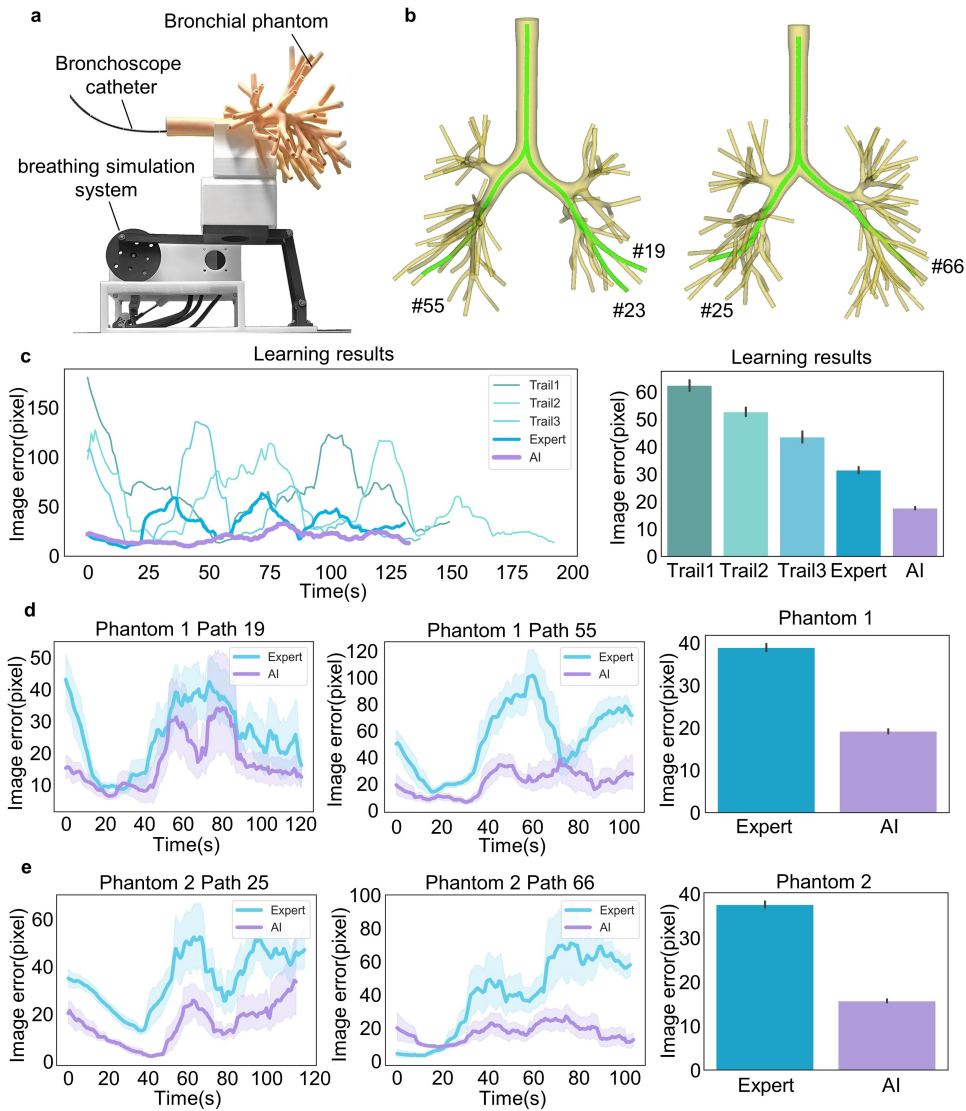 a
Bronchial phantom
Bronchoscope
catheter
breathing simulation
system
b
#55
#19
#23
#25
#66
c
Learning results
Image error(pixel)
150
100
50
0
Trail1
Trail2
Trail3
Expert
AI
0 25 50 75 100 125 150 175 200
Time(s)
Learning results
Image error(pixel)
60
50
40
30
20
10
0
Trail1 Trail2 Trail3 Expert AI
d
Phantom 1 Path 19
Image error(pixel)
50
40
30
20
10
Expert
AI
0 20 40 60 80 100 120
Time(s)
Phantom 1 Path 55
Image error(pixel)
120
100
80
60
40
20
0
Expert
AI
0 20 40 60 80 100
Time(s)
Phantom 1
Image error(pixel)
40
30
20
10
0
Expert AI
e
Phantom 2 Path 25
Image error(pixel)
60
40
20
0
Expert
AI
0 20 40 60 80 100 120
Time(s)
Phantom 2 Path 66
Image error(pixel)
100
80
60
40
20
0
Expert
AI
0 20 40 60 80 100
Time(s)
Phantom 2
Image error(pixel)
40
30
20
10
0
Expert AI